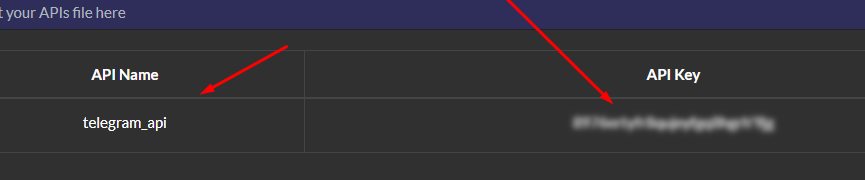 t your APIs file here
API Name
API Key
telegram_api